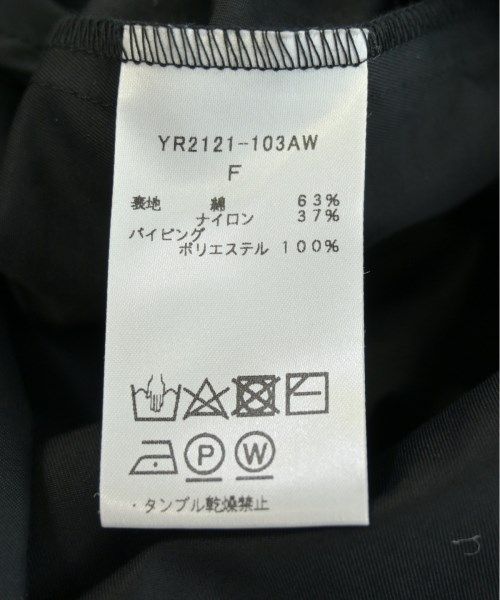 YR2121-103AW
F
表地 綿 63%
ナイロン 37%
パイピング
ポリエステル 100%
P W
・タンブル乾燥禁止